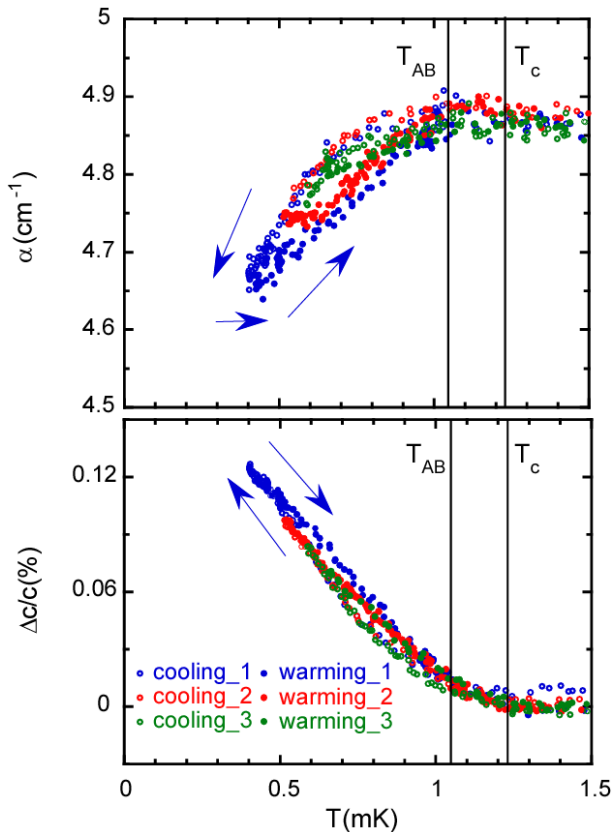 5
T_AB T_c
4.9
4.8
α(cm⁻¹)
4.7
4.6
4.5
T_AB T_c
0.12
Δc/c(%)
0.06
cooling_1 warming_1
cooling_2 warming_2
cooling_3 warming_3
0
0 0.5 1 1.5
T(mK)